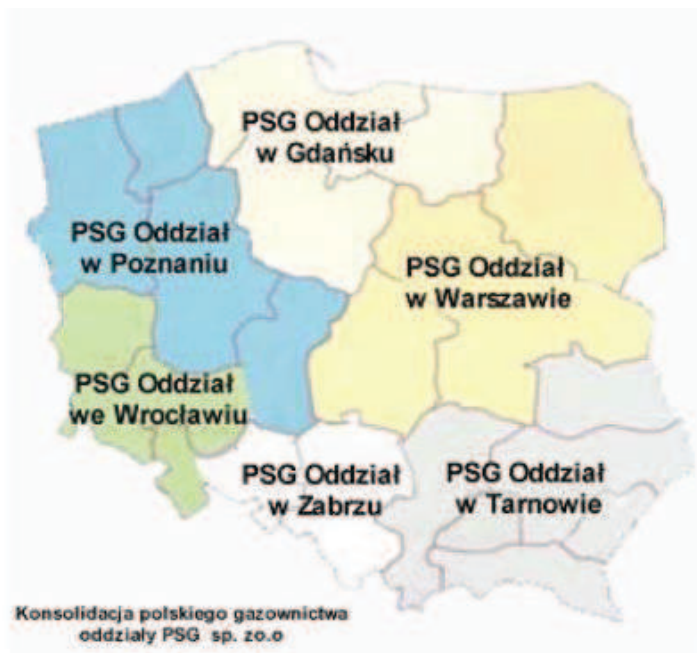 PSG Oddział
w Gdańsku
PSG Oddział
w Poznaniu
PSG Oddział
w Warszawie
PSG Oddział
we Wrocławiu
PSG Oddział
w Zabrzu
PSG Oddział
w Tarnowie
Konsolidacja polskiego gazownictwa
oddziały PSG sp. zo.o